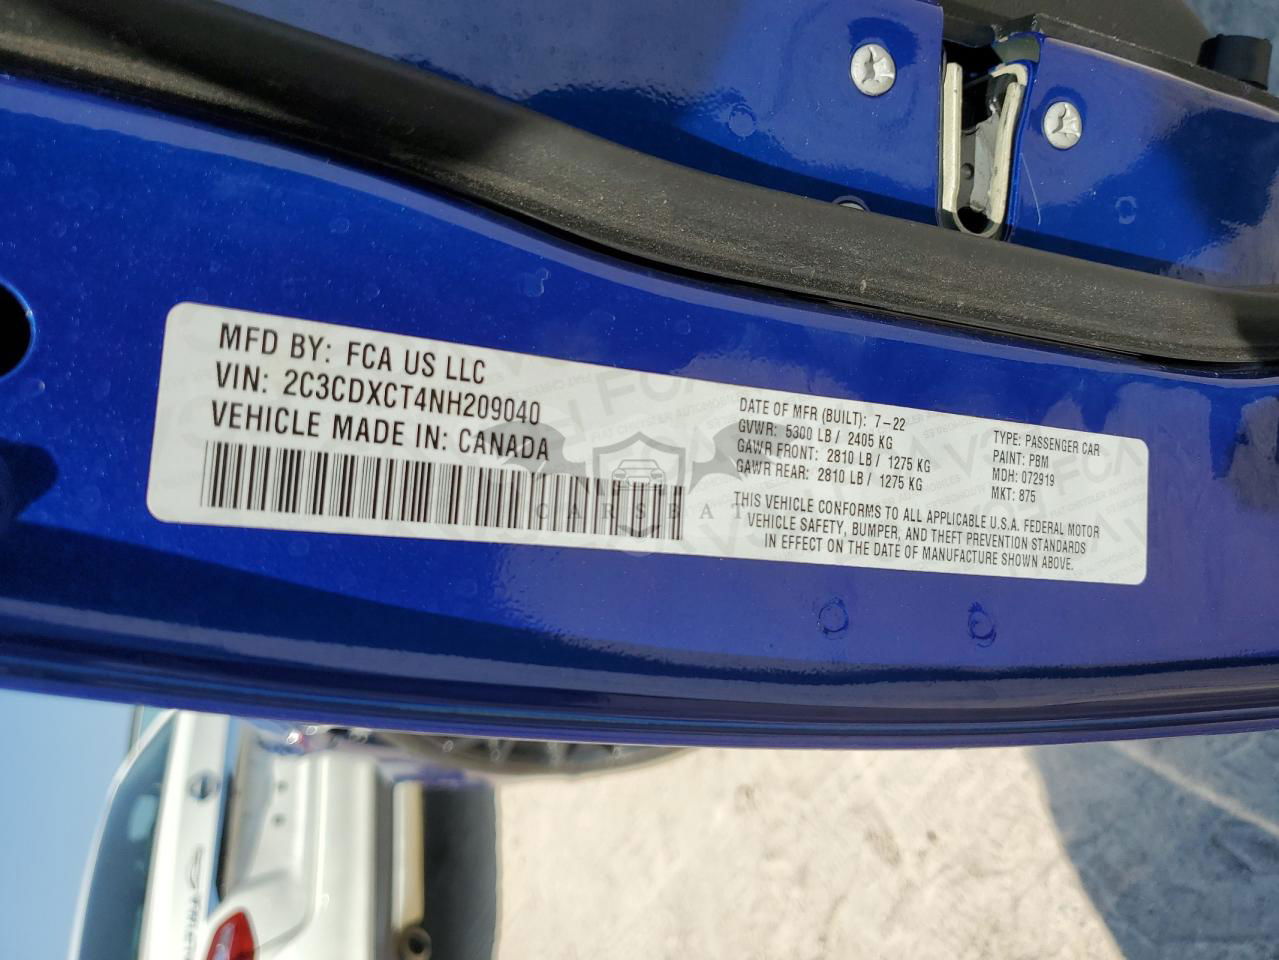 MFD BY: FCA US LLC
VIN: 2C3CDXCT4NH209040
VEHICLE MADE IN: CANADA
DATE OF MFR (BUILT): 7-22
GVWR: 5300 LB / 2405 KG
GAWR FRONT: 2810 LB / 1275 KG
GAWR REAR: 2810 LB / 1275 KG
TYPE: PASSENGER CAR
PAINT: PBM
MDH: 072919
MKT: 875
THIS VEHICLE CONFORMS TO ALL APPLICABLE U.S.A. FEDERAL MOTOR
VEHICLE SAFETY, BUMPER, AND THEFT PREVENTION STANDARDS
IN EFFECT ON THE DATE OF MANUFACTURE SHOWN ABOVE.
CARSBAT
FCA